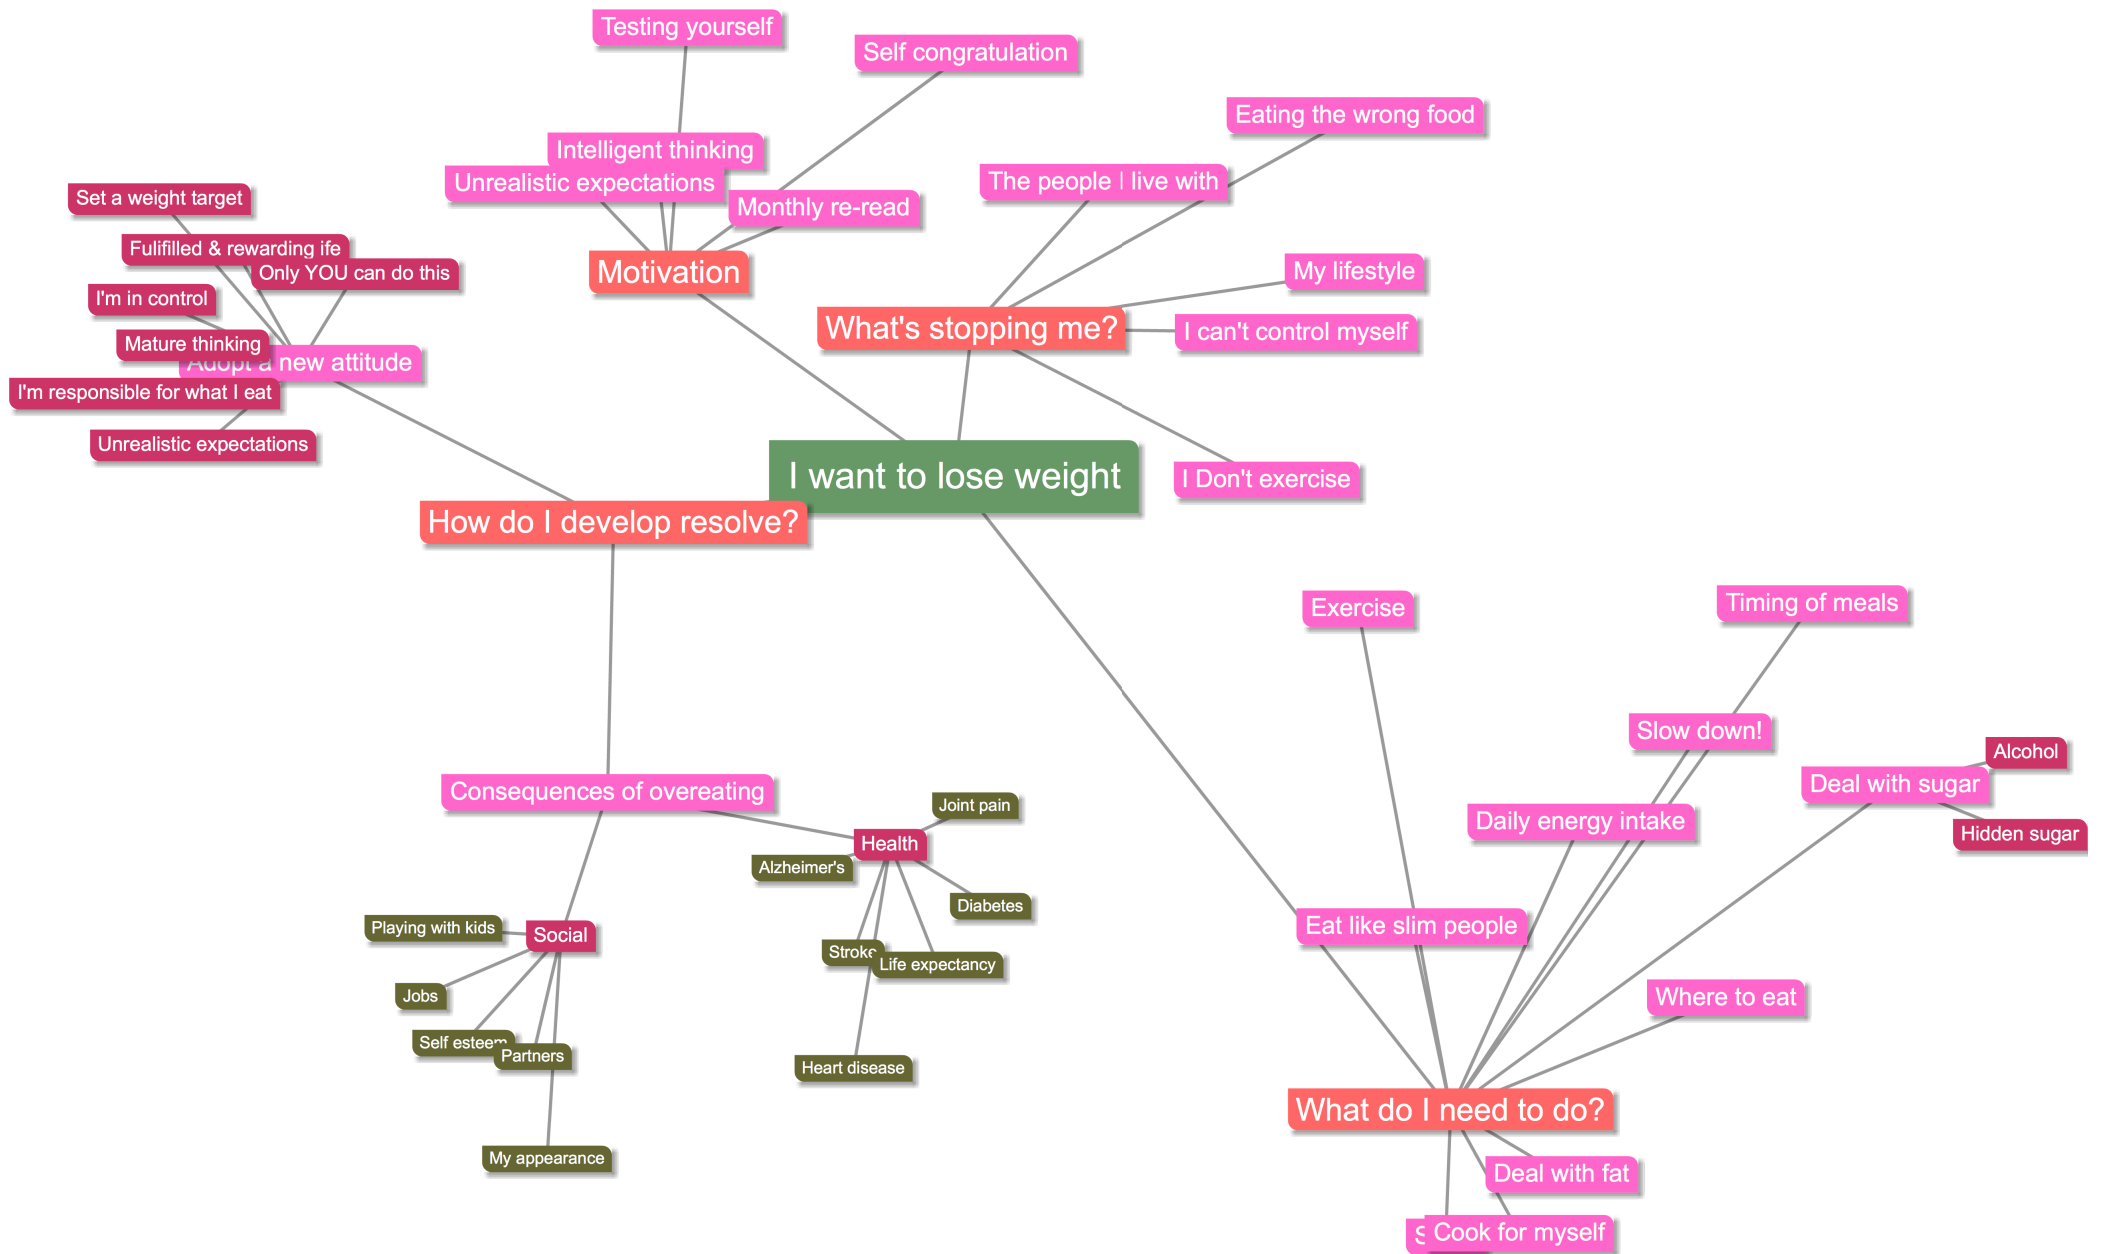 Testing yourself
Self congratulation
Eating the wrong food
Intelligent thinking
Unrealistic expectations
The people I live with
Monthly re-read
Set a weight target
Fulifilled & rewarding ife
Only YOU can do this
Motivation
My lifestyle
I'm in control
What's stopping me?
I can't control myself
Mature thinking
Adopt a new attitude
I'm responsible for what I eat
Unrealistic expectations
I want to lose weight
I Don't exercise
How do I develop resolve?
Exercise
Timing of meals
Slow down!
Alcohol
Deal with sugar
Consequences of overeating
Joint pain
Daily energy intake
Hidden sugar
Health
Alzheimer's
Diabetes
Eat like slim people
Playing with kids
Social
Stroke
Life expectancy
Jobs
Where to eat
Self esteem
Partners
Heart disease
What do I need to do?
My appearance
Deal with fat
Cook for myself